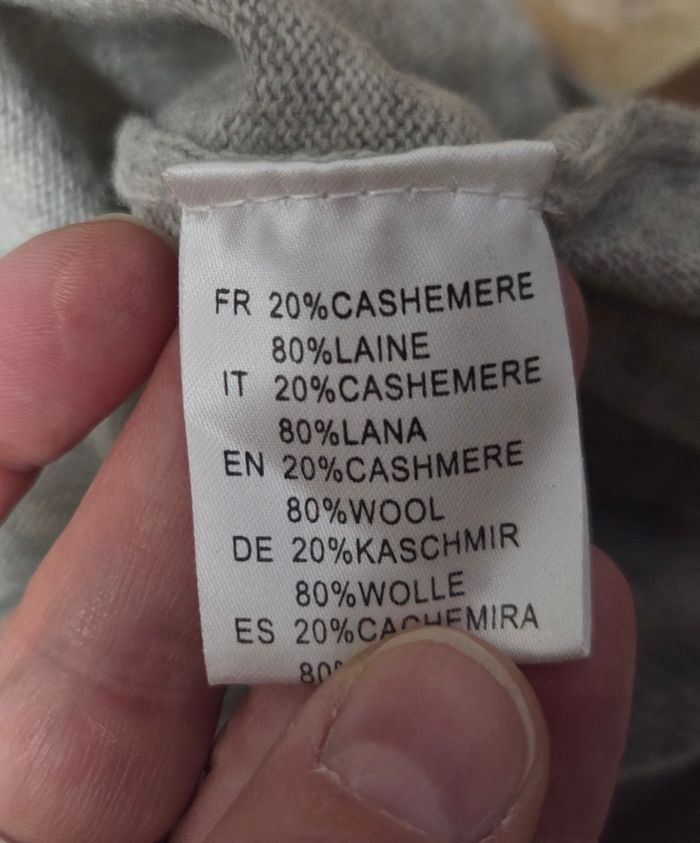 FR 20%CASHEMERE
80%LAINE
IT 20%CASHEMERE
80%LANA
EN 20%CASHMERE
80%WOOL
DE 20%KASCHMIR
80%WOLLE
ES 20%CACHEMIRA